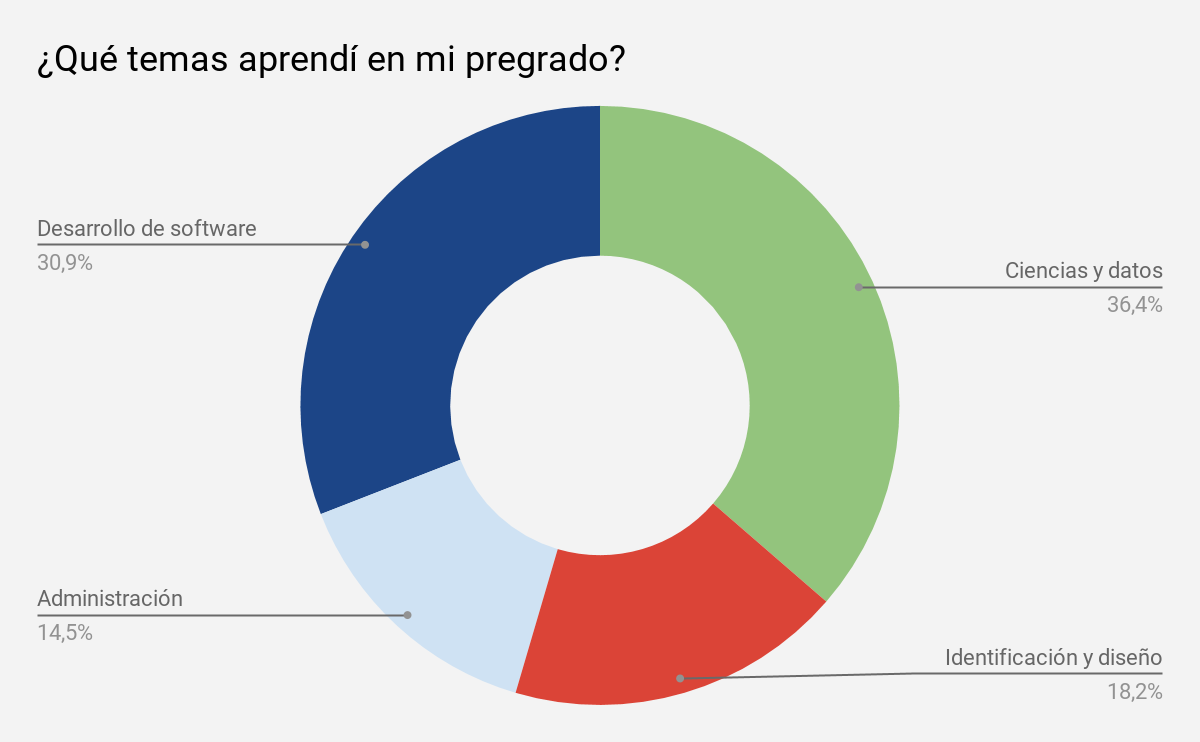 ¿Qué temas aprendí en mi pregrado?
Desarrollo de software
30,9%
Ciencias y datos
36,4%
Administración
14,5%
Identificación y diseño
18,2%